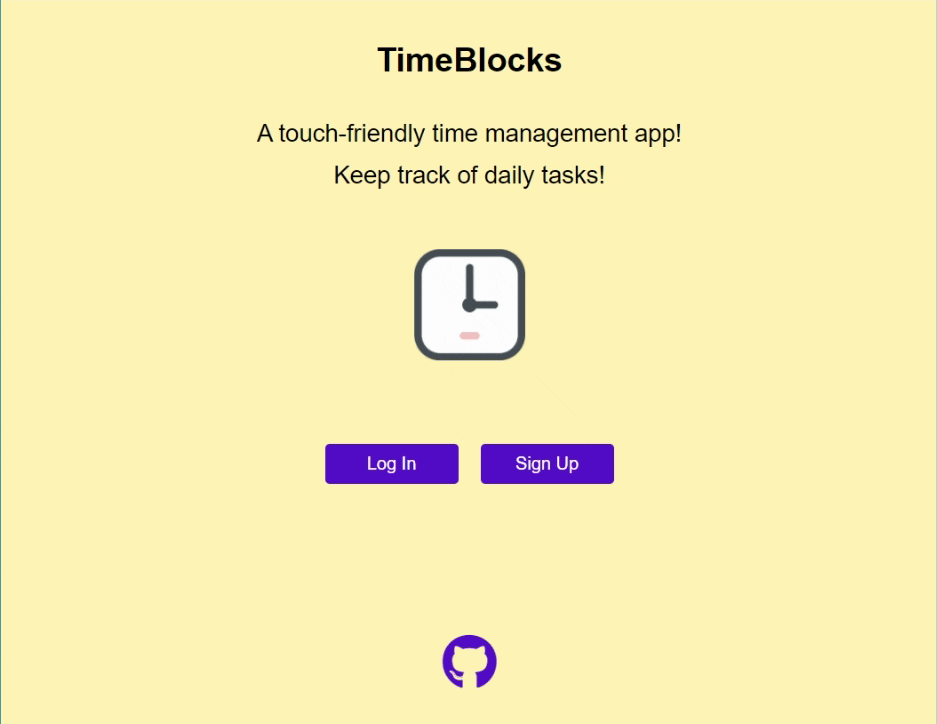 TimeBlocks
A touch-friendly time management app!
Keep track of daily tasks!
Log In
Sign Up